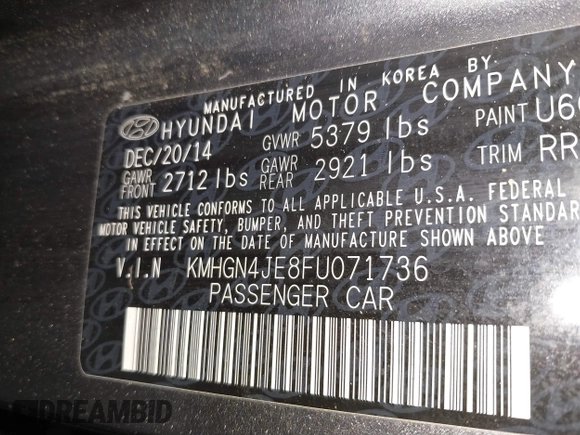 MANUFACTURED IN KOREA BY:
HYUNDAI MOTOR COMPANY
DEC/20/14 GVWR 5379 lbs PAINT U6
GAWR FRONT 2712 lbs GAWR REAR 2921 lbs TRIM RR
THIS VEHICLE CONFORMS TO ALL APPLICABLE U.S.A. FEDERAL
MOTOR VEHICLE SAFETY, BUMPER, AND THEFT PREVENTION STANDAR
IN EFFECT ON THE DATE OF MANUFACTURE SHOWN ABOVE
V.I.N KMHGN4JE8FU071736
PASSENGER CAR
DREAMBID